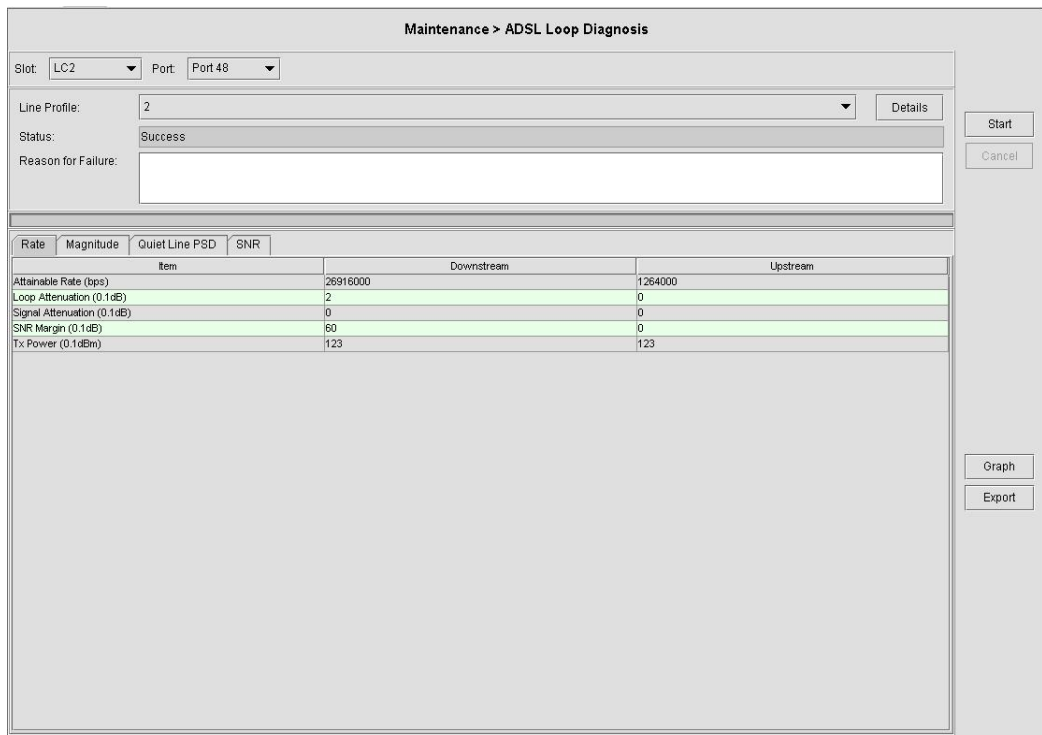 Maintenance > ADSL Loop Diagnosis
Slot: LC2 Port: Port 48
Line Profile: 2 Details
Status: Success
Reason for Failure:
Start
Cancel
Rate Magnitude Quiet Line PSD SNR
Item Downstream Upstream
Attainable Rate (bps) 26916000 1264000
Loop Attenuation (0.1dB) 2 0
Signal Attenuation (0.1dB) 0 0
SNR Margin (0.1dB) 60 0
Tx Power (0.1dBm) 123 123
Graph
Export